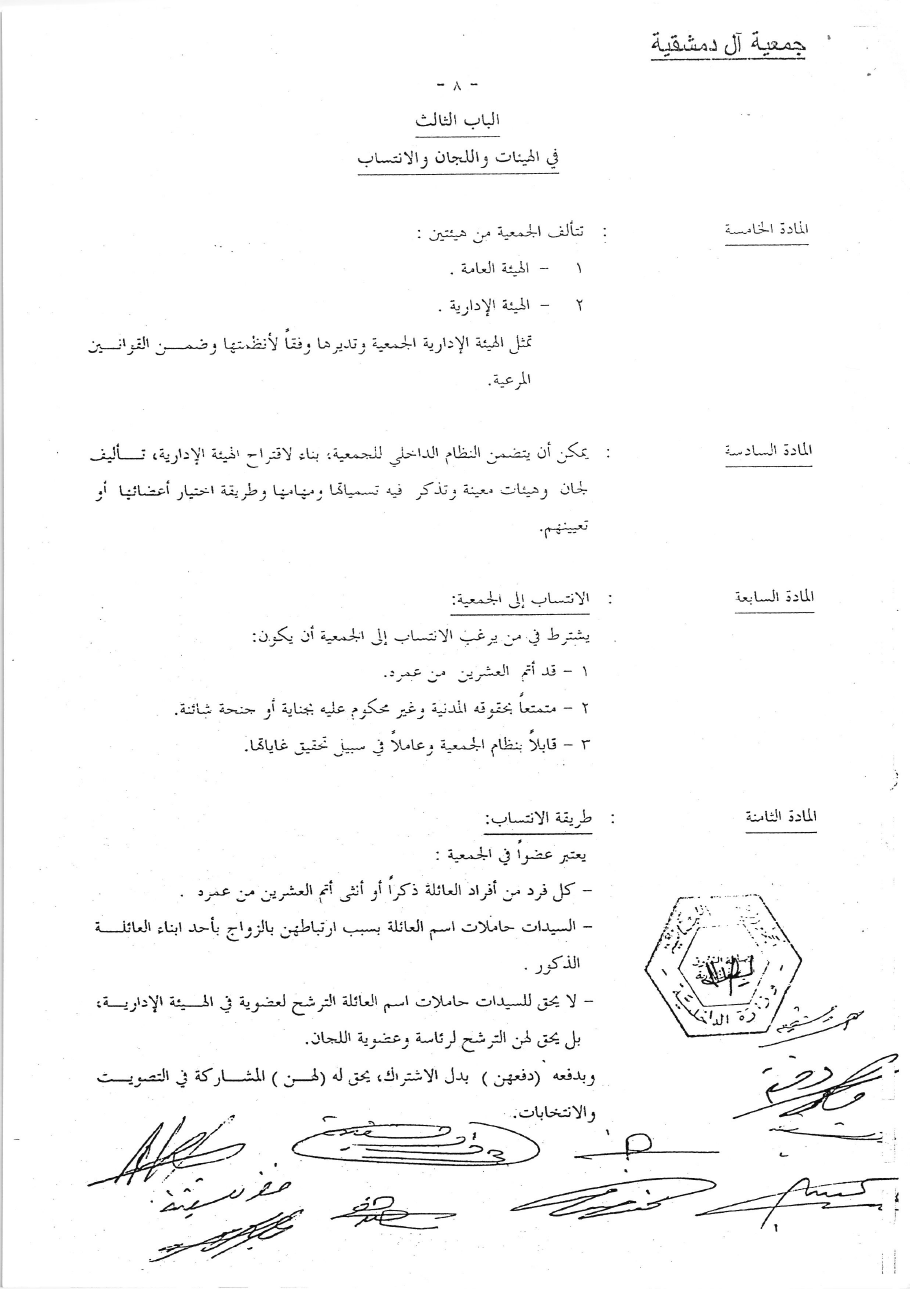 جمعية آل دمشقية
- ٨ -
الباب الثالث
في الهيئات واللجان والانتساب
المادة الخامسة : تتألف الجمعية من هيئتين :
١ - الهيئة العامة .
٢ - الهيئة الإدارية .
تمثل الهيئة الإدارية الجمعية وتديرها وفقاً لأنظمتها وضمن القوانين
المرعية.
المادة السادسة : يمكن أن يتضمن النظام الداخلي للجمعية، بناء لاقتراح الهيئة الإدارية، تأليف
لجان وهيئات معينة وتذكر فيه تسمياتها ومهامها وطريقة اختيار أعضائها أو
تعيينهم.
المادة السابعة : الانتساب إلى الجمعية:
يشترط في من يرغب الانتساب إلى الجمعية أن يكون:
١ - قد أتم العشرين من عمره.
٢ - متمتعاً بحقوقه المدنية وغير محكوم عليه بجناية أو جنحة شائنة.
٣ - قابلاً بنظام الجمعية وعاملاً في سبيل تحقيق غاياتها.
المادة الثامنة : طريقة الانتساب:
يعتبر عضواً في الجمعية :
- كل فرد من أفراد العائلة ذكراً أو أنثى أتم العشرين من عمره .
- السيدات حاملات اسم العائلة بسبب ارتباطهن بالزواج بأحد ابناء العائلة
الذكور .
- لا يحق للسيدات حاملات اسم العائلة الترشح لعضوية في الهيئة الإدارية،
بل يحق لهن الترشح لرئاسة وعضوية اللجان.
وبدفعه (دفعهن ) بدل الاشتراك، يحق له (لهن ) المشاركة في التصويت
والانتخابات.
وزارة الداخلية